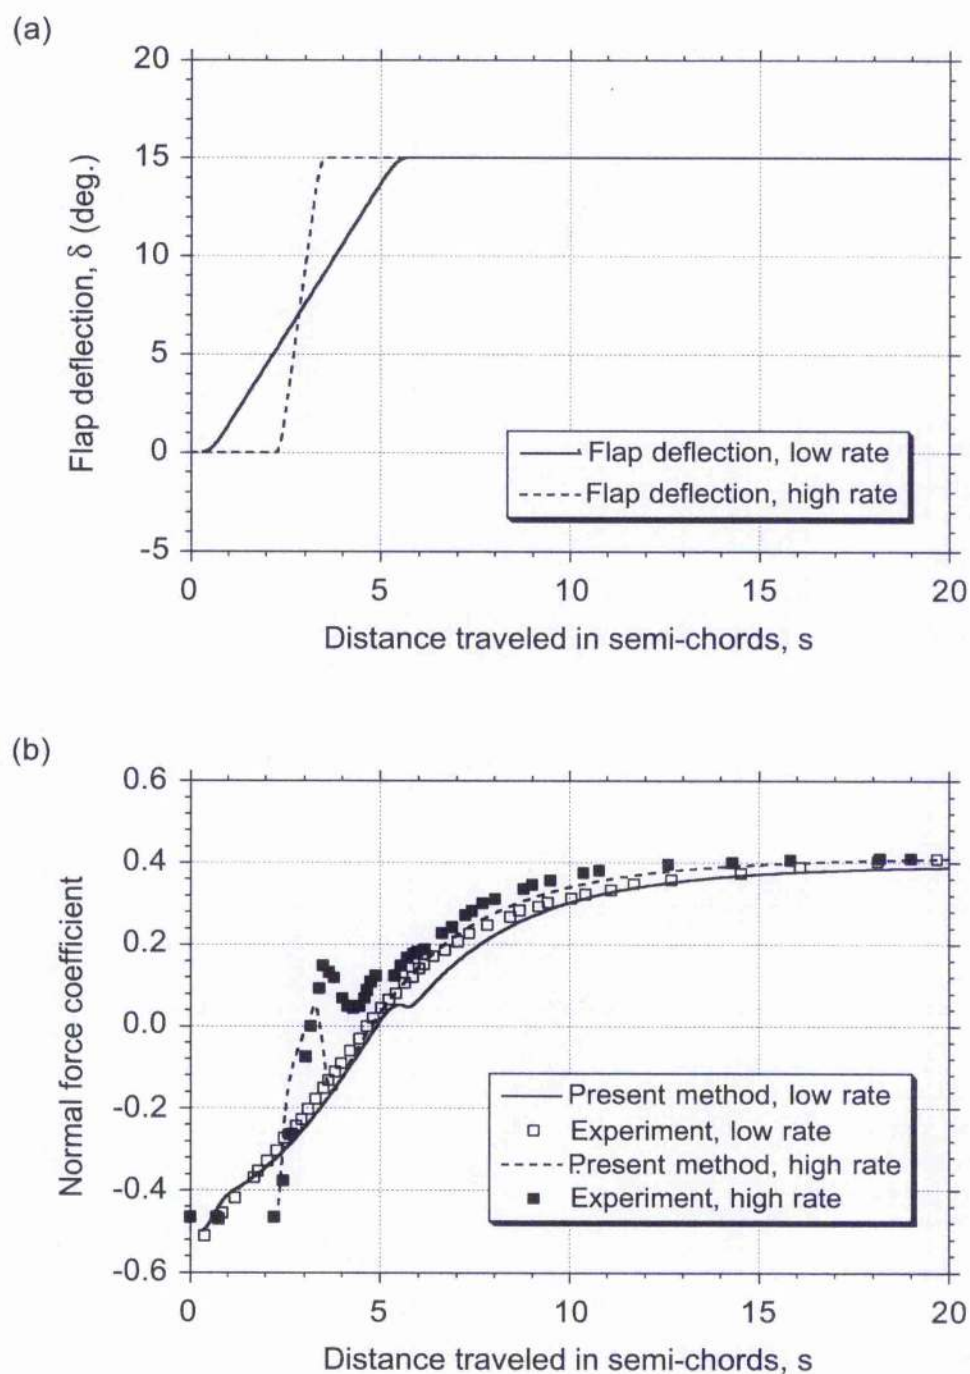 (a)
20
15
10
5
0
-5
Flap deflection, δ (deg.)
Flap deflection, low rate
Flap deflection, high rate
0 5 10 15 20
Distance traveled in semi-chords, s
(b)
0.6
0.4
0.2
0.0
-0.2
-0.4
-0.6
Normal force coefficient
Present method, low rate
Experiment, low rate
Present method, high rate
Experiment, high rate
0 5 10 15 20
Distance traveled in semi-chords, s